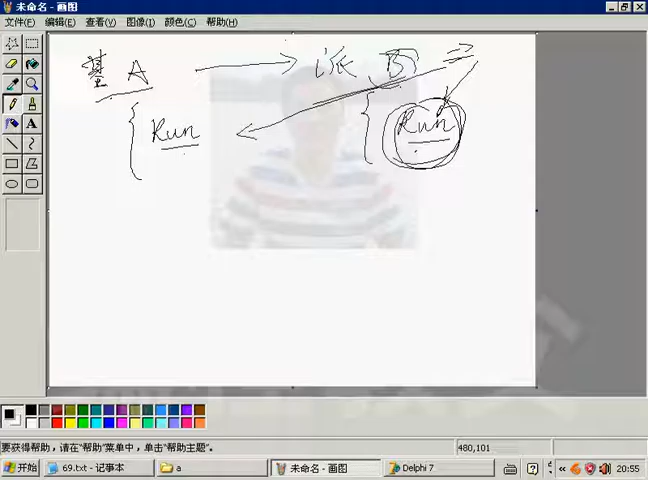 未命名 - 画图
文件(F) 编辑(E) 查看(V) 图像(I) 颜色(C) 帮助(H)
基 A 派 B
Run Run
要获得帮助，请在“帮助”菜单中，单击“帮助主题”。 480,101
开始 69.txt - 记事本 a 未命名 - 画图 Delphi 7 20:55